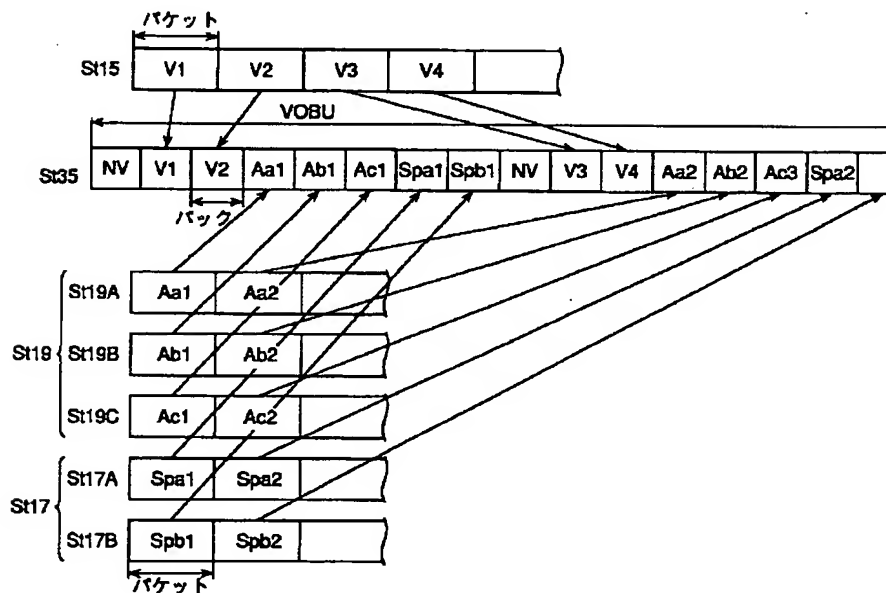 パケット
St15 V1 V2 V3 V4
VOBU
St35 NV V1 V2 Aa1 Ab1 Ac1 Spa1 Spb1 NV V3 V4 Aa2 Ab2 Ac3 Spa2
パック
St19
St19A Aa1 Aa2
St19B Ab1 Ab2
St19C Ac1 Ac2
St17
St17A Spa1 Spa2
St17B Spb1 Spb2
パケット